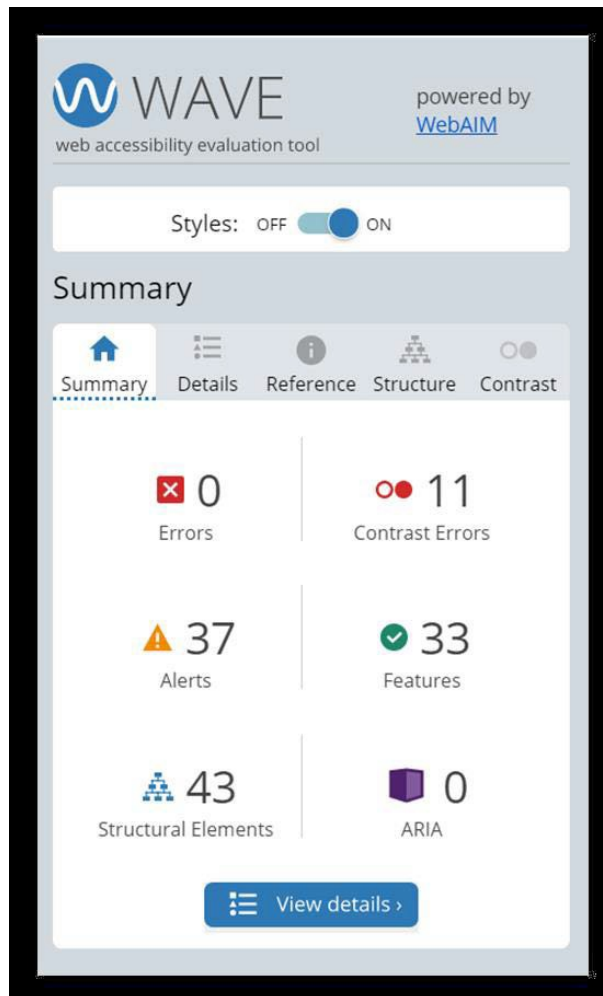 WAVE
powered by
WebAIM
web accessibility evaluation tool
Styles: OFF ON
Summary
Summary Details Reference Structure Contrast
0 11
Errors Contrast Errors
37 33
Alerts Features
43 0
Structural Elements ARIA
View details ›